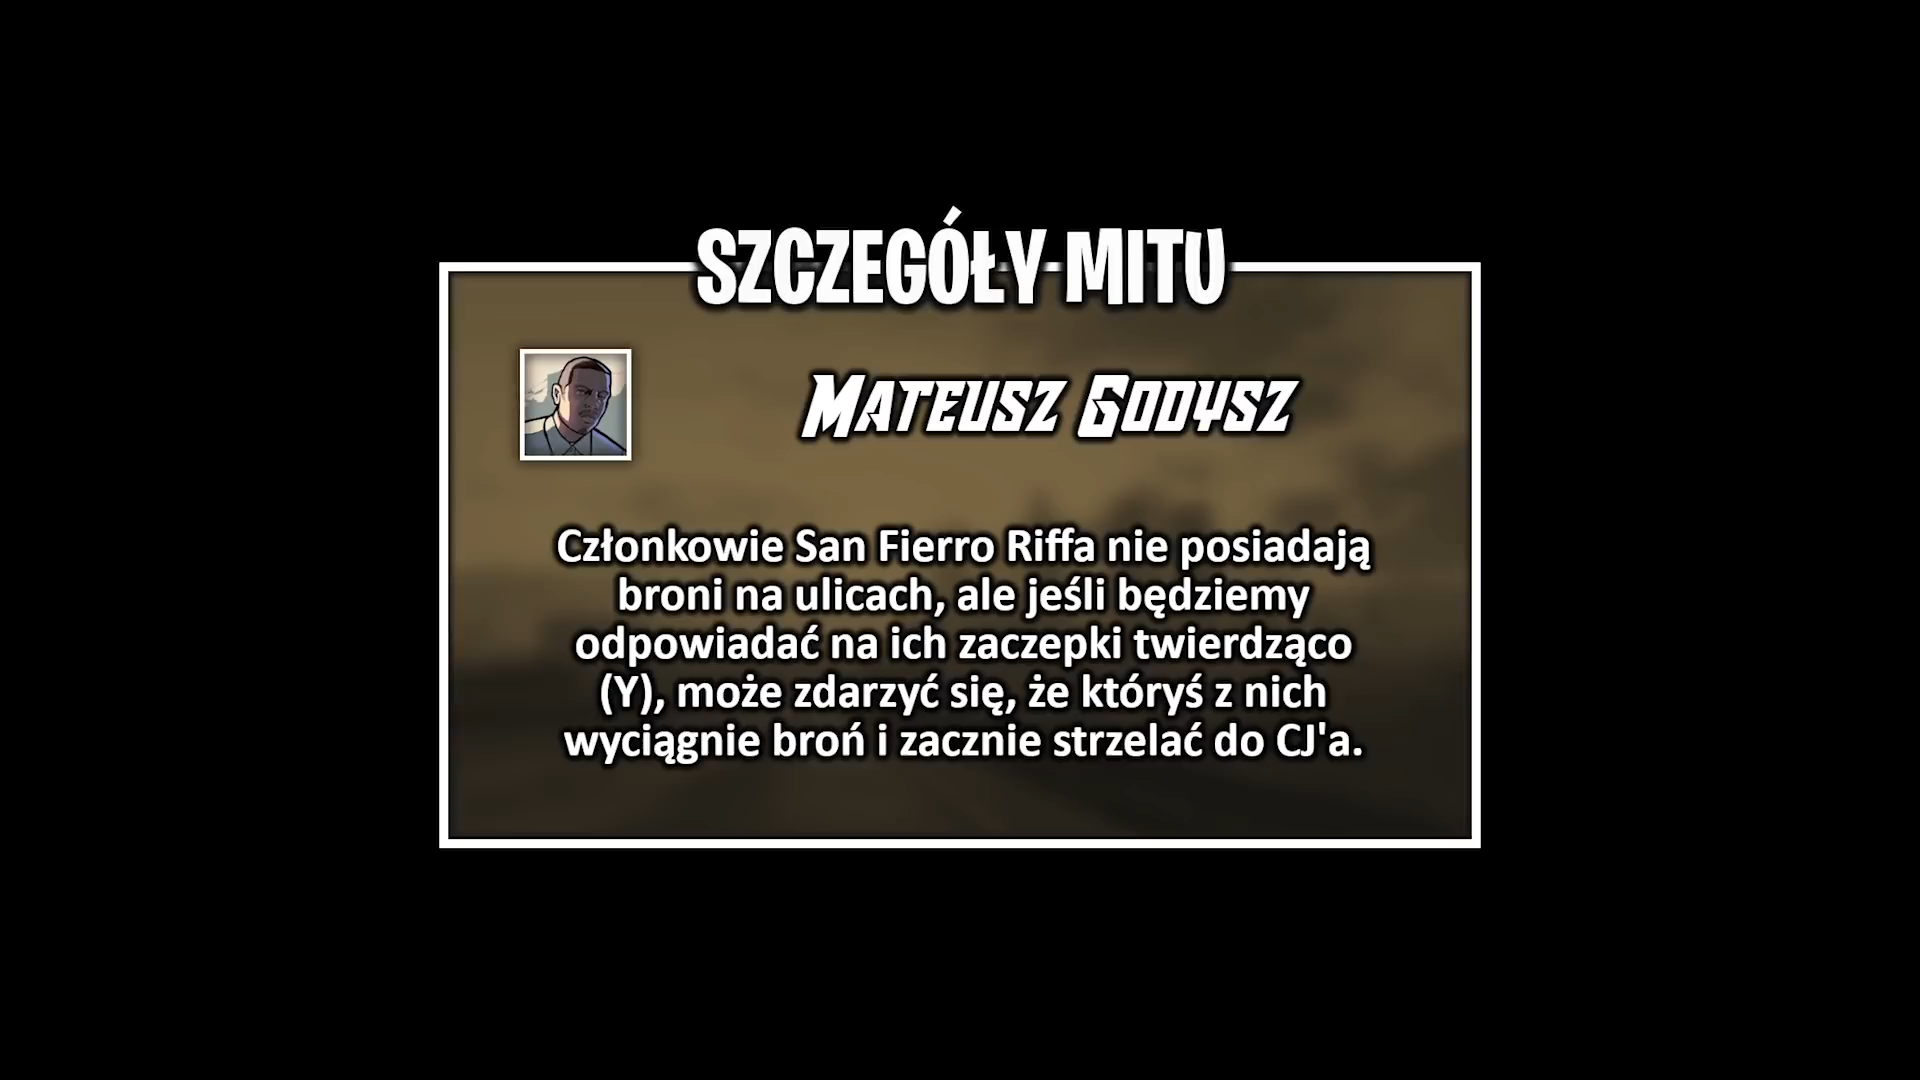 SZCZEGÓŁY MITU
MATEUSZ GODYSZ
Członkowie San Fierro Riffa nie posiadają
broni na ulicach, ale jeśli będziemy
odpowiadać na ich zaczepki twierdząco
(Y), może zdarzyć się, że któryś z nich
wyciągnie broń i zacznie strzelać do CJ'a.